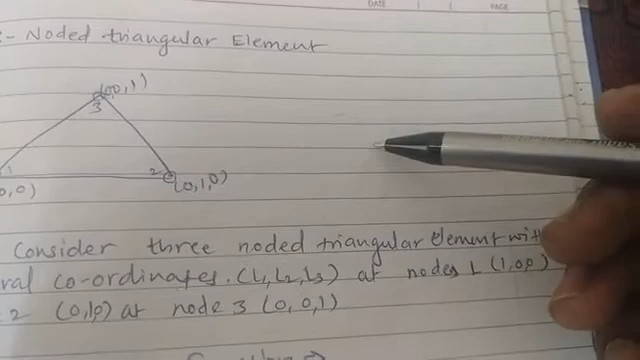 DATE
PAGE
:- Noded triangular Element
(0,0,1)
3
1
2
0,0)
(0,1,0)
Consider three noded triangular element with
ral co-ordinates. (L1, L2, L3) at nodes 1 (1,0,0)
2 (0,1,0) at node 3 (0,0,1)